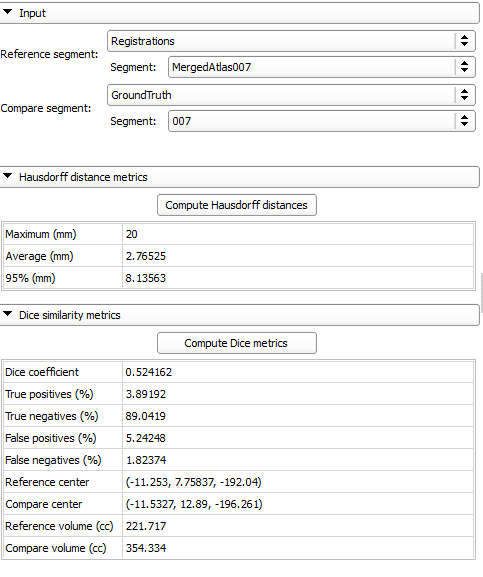 Input
Reference segment:
Registrations
Segment: MergedAtlas007
Compare segment:
GroundTruth
Segment: 007
Hausdorff distance metrics
Compute Hausdorff distances
Maximum (mm) 20
Average (mm) 2.76525
95% (mm) 8.13563
Dice similarity metrics
Compute Dice metrics
Dice coefficient 0.524162
True positives (%) 3.89192
True negatives (%) 89.0419
False positives (%) 5.24248
False negatives (%) 1.82374
Reference center (-11.253, 7.75837, -192.04)
Compare center (-11.5327, 12.89, -196.261)
Reference volume (cc) 221.717
Compare volume (cc) 354.334